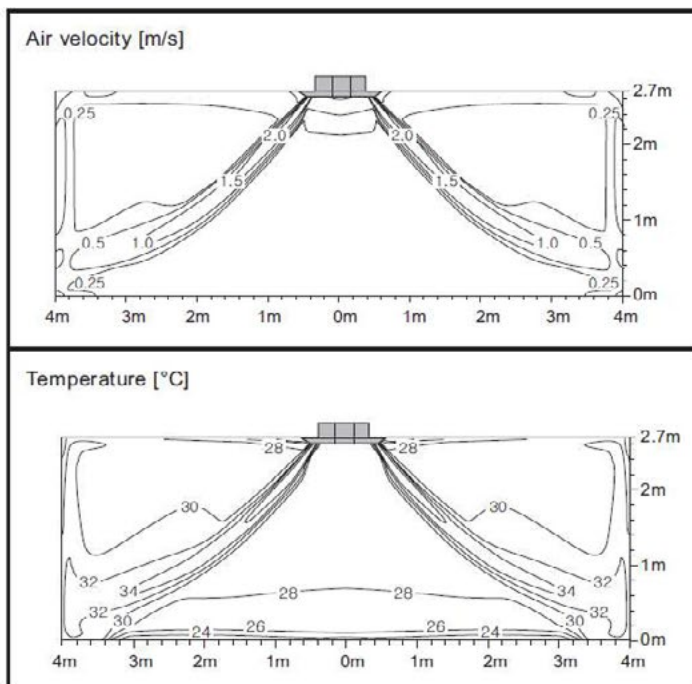 Air velocity [m/s]
2.7m
0.25 0.25
2.0 2.0 2m
1.5 1.5
0.5 1.0 1.0 0.5 1m
0.25 0.25 0m
4m 3m 2m 1m 0m 1m 2m 3m 4m
Temperature [°C]
28 28 2.7m
30 30 2m
32 34 34 32 1m
32 30 28 28 30 32
24 26 26 24 0m
4m 3m 2m 1m 0m 1m 2m 3m 4m